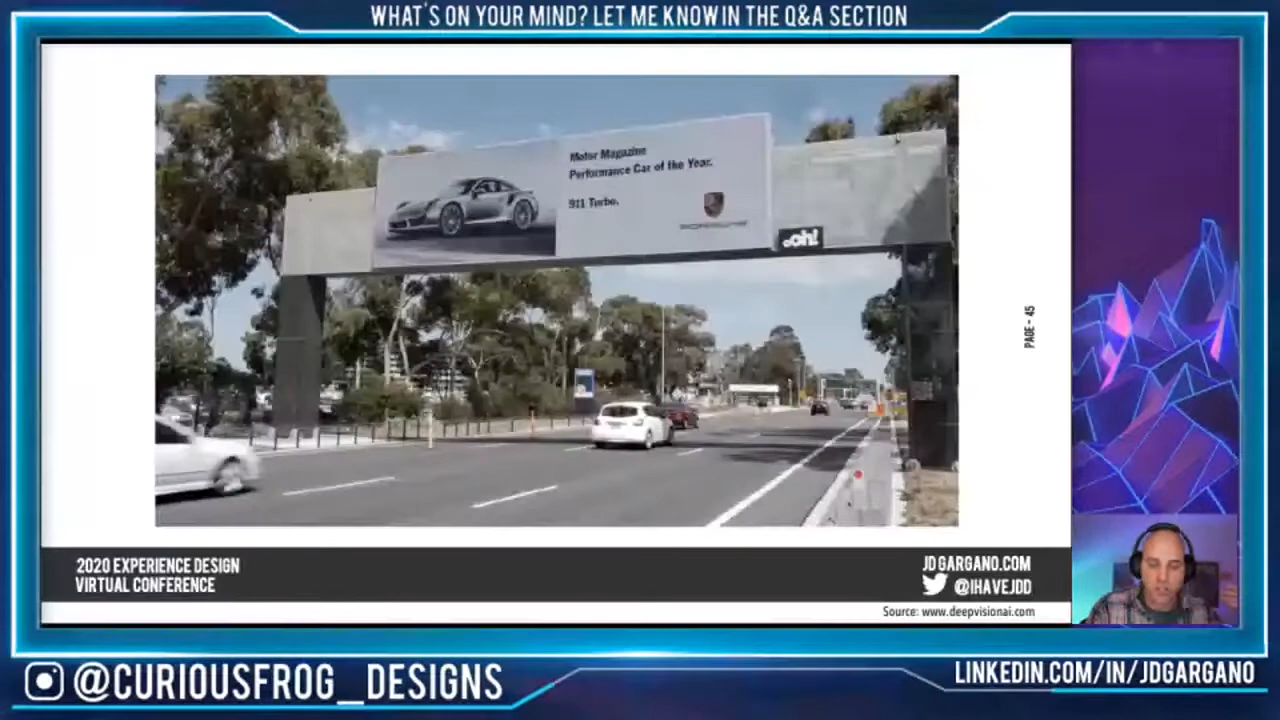 WHAT'S ON YOUR MIND? LET ME KNOW IN THE Q&A SECTION
Motor Magazine
Performance Car of the Year.
911 Turbo.
PORSCHE
.oh!
PAGE - 45
2020 EXPERIENCE DESIGN
VIRTUAL CONFERENCE
JDGARGANO.COM
@IHAVEJDD
Source: www.deepvisionai.com
@CURIOUSFROG_DESIGNS
LINKEDIN.COM/IN/JDGARGANO